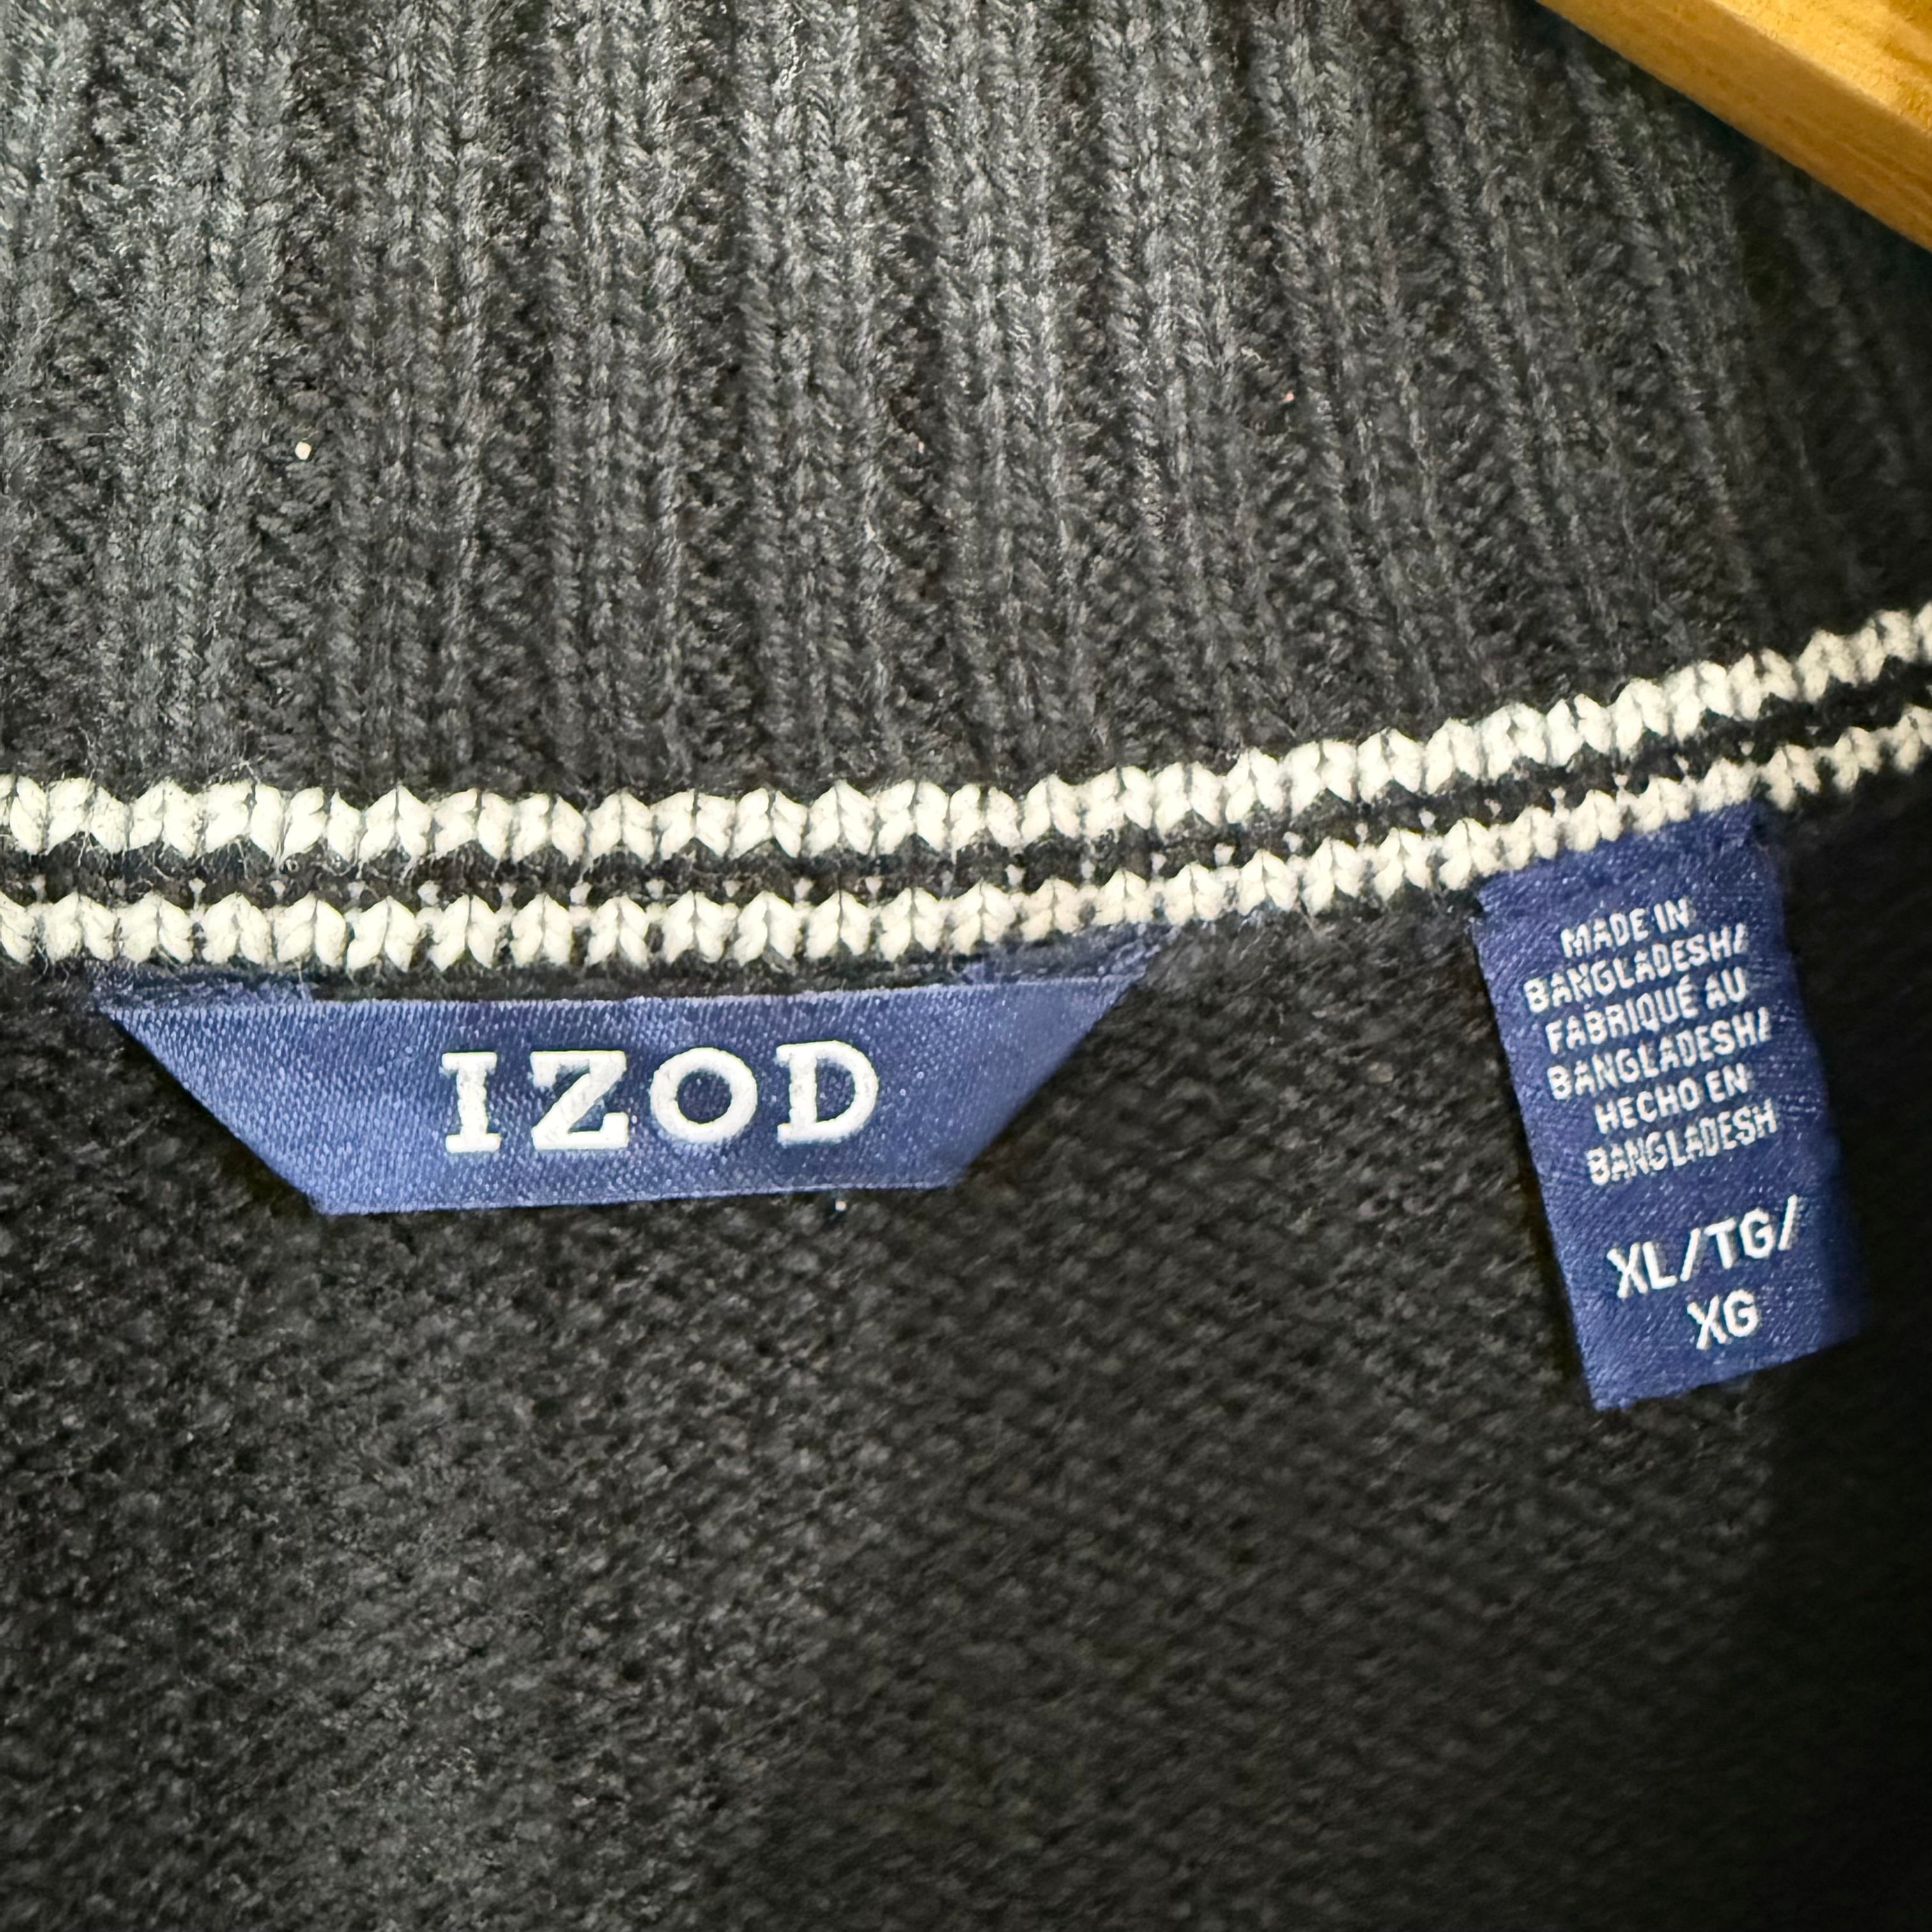 IZOD
MADE IN
BANGLADESH/
FABRIQUÉ AU
BANGLADESH/
HECHO EN
BANGLADESH
XL/TG/
XG